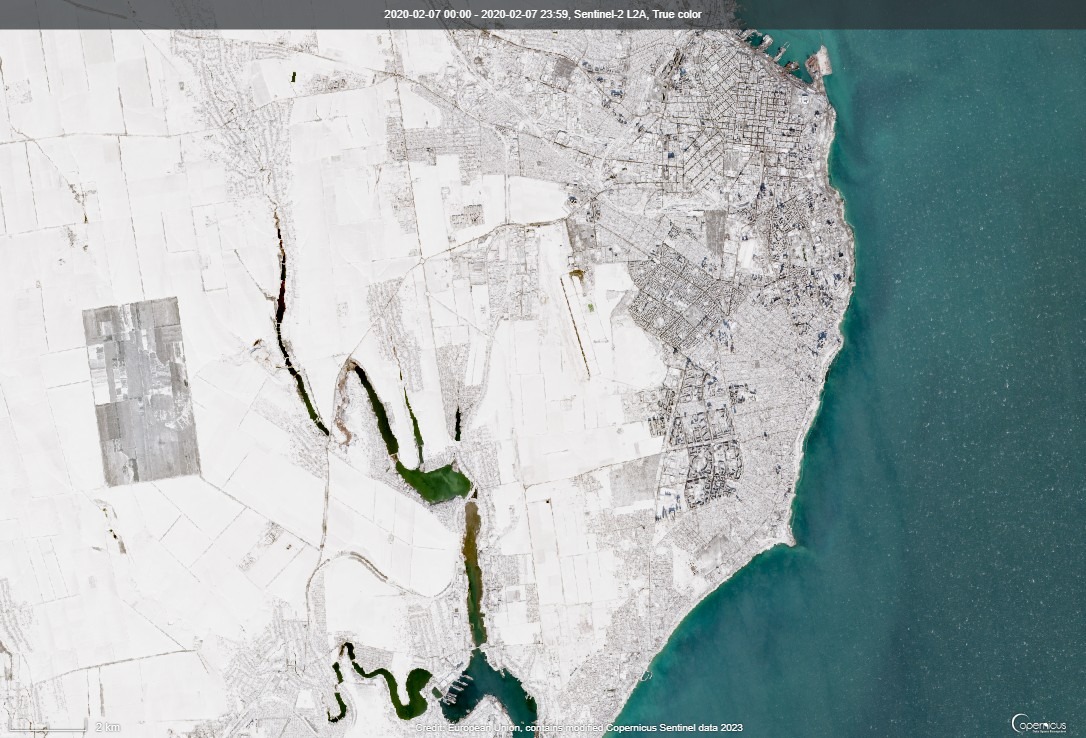 2020-02-07 00:00 - 2020-02-07 23:59, Sentinel-2 L2A, True color
2 km
Credit: European Union, contains modified Copernicus Sentinel data 2023
opernicus